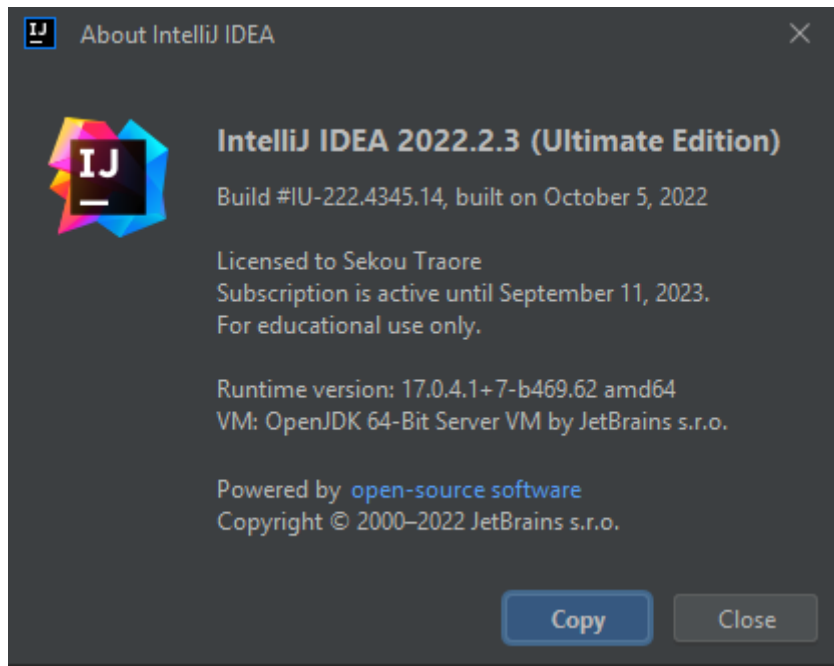 About IntelliJ IDEA
IJ
IntelliJ IDEA 2022.2.3 (Ultimate Edition)
Build #IU-222.4345.14, built on October 5, 2022
Licensed to Sekou Traore
Subscription is active until September 11, 2023.
For educational use only.
Runtime version: 17.0.4.1+7-b469.62 amd64
VM: OpenJDK 64-Bit Server VM by JetBrains s.r.o.
Powered by open-source software
Copyright © 2000–2022 JetBrains s.r.o.
Copy Close